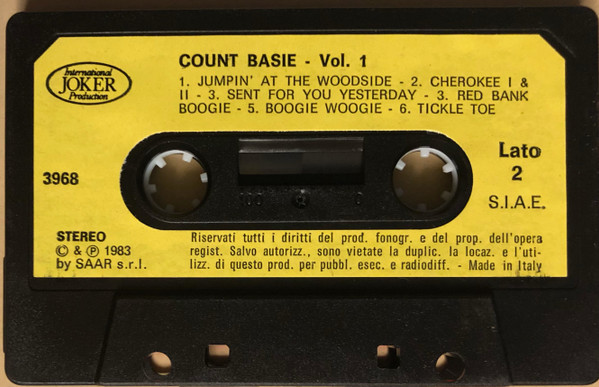 International
JOKER
Production
COUNT BASIE - Vol. 1
1. JUMPIN' AT THE WOODSIDE - 2. CHEROKEE I &
II - 3. SENT FOR YOU YESTERDAY - 3. RED BANK
BOOGIE - 5. BOOGIE WOOGIE - 6. TICKLE TOE
3968
100
0
Lato
2
S.I.A.E.
STEREO
© & ℗ 1983
by SAAR s.r.l.
Riservati tutti i diritti del prod. fonogr. e del prop. dell'opera
regist. Salvo autorizz., sono vietate la duplic. la locaz. e l'uti-
lizz. di questo prod. per pubbl. esec. e radiodiff. - Made in Italy